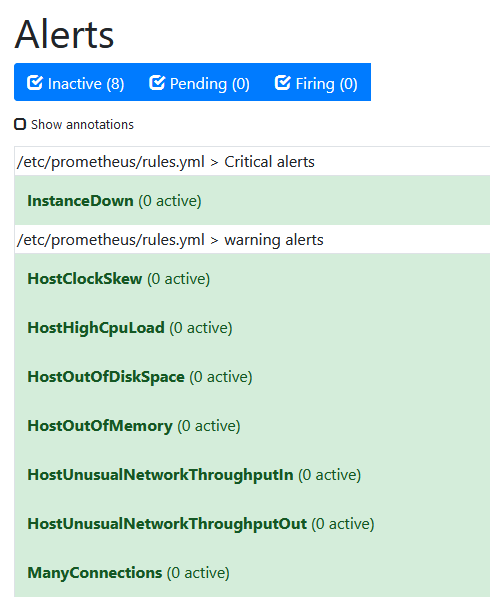 Alerts
Inactive (8) Pending (0) Firing (0)
Show annotations
/etc/prometheus/rules.yml > Critical alerts
InstanceDown (0 active)
/etc/prometheus/rules.yml > warning alerts
HostClockSkew (0 active)
HostHighCpuLoad (0 active)
HostOutOfDiskSpace (0 active)
HostOutOfMemory (0 active)
HostUnusualNetworkThroughputIn (0 active)
HostUnusualNetworkThroughputOut (0 active)
ManyConnections (0 active)